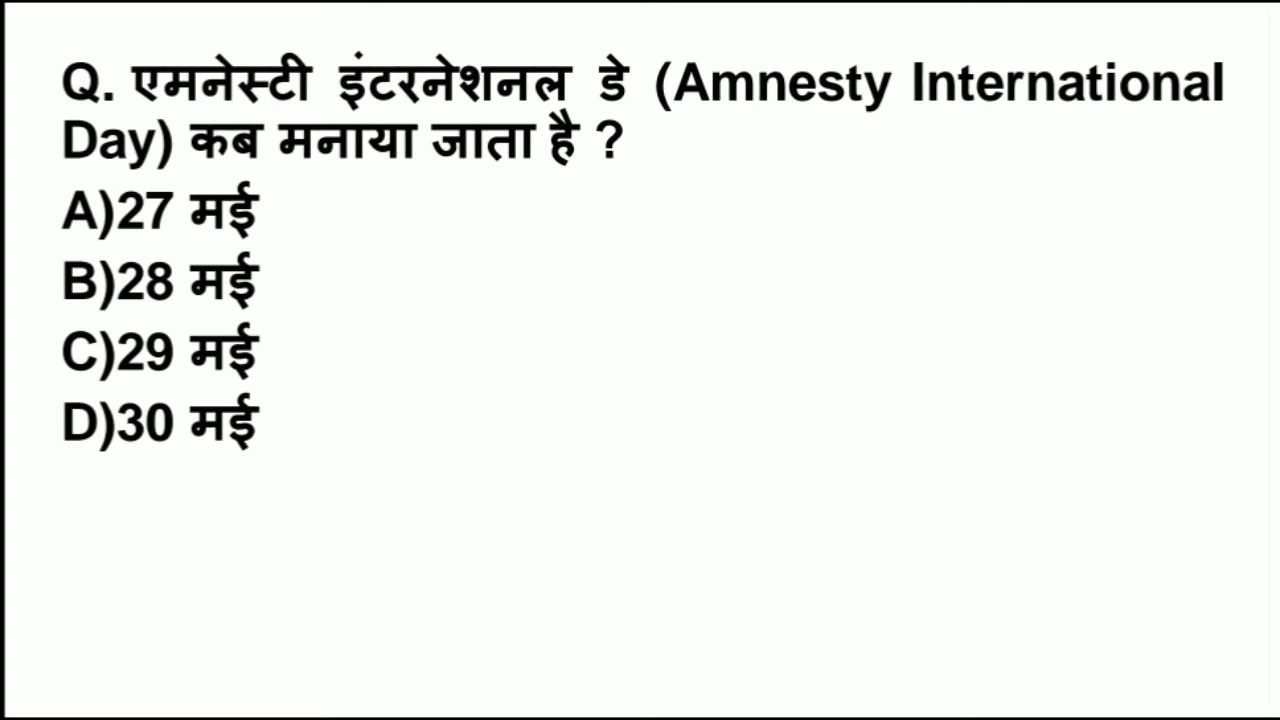 Q. एमनेस्टी इंटरनेशनल डे (Amnesty International
Day) कब मनाया जाता है ?
A)27 मई
B)28 मई
C)29 मई
D)30 मई